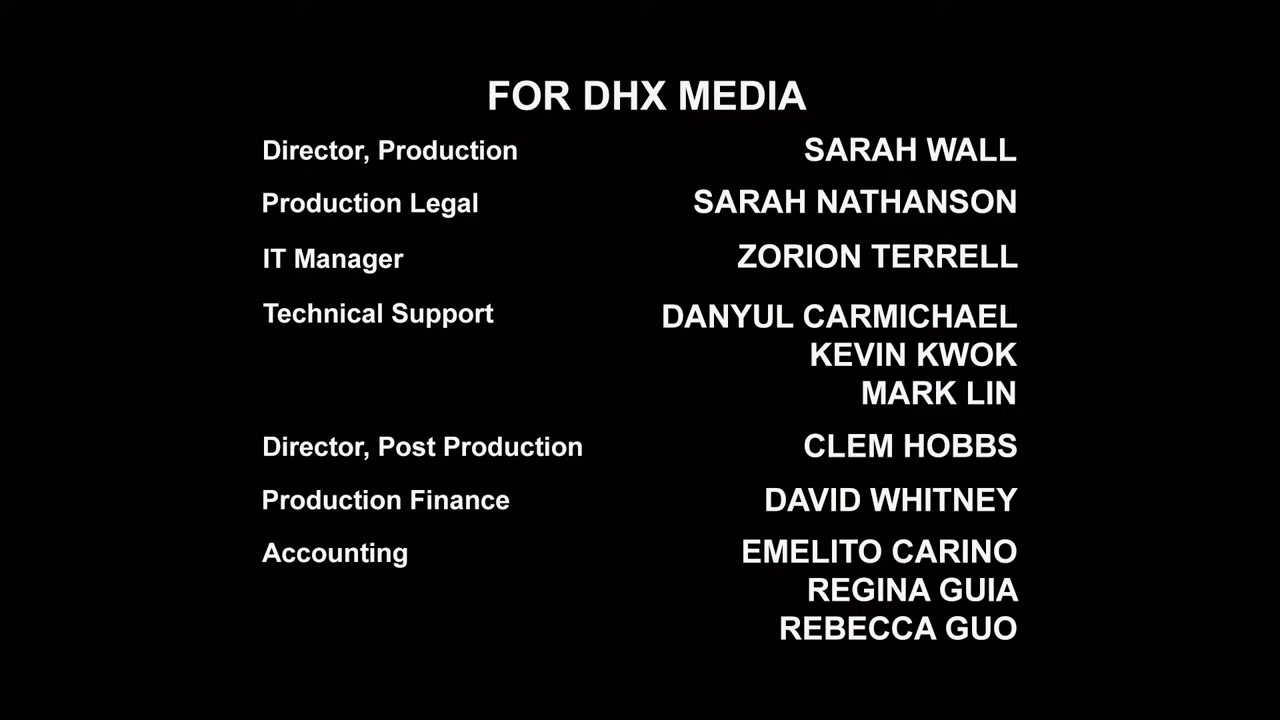 FOR DHX MEDIA
Director, Production SARAH WALL
Production Legal SARAH NATHANSON
IT Manager ZORION TERRELL
Technical Support DANYUL CARMICHAEL
KEVIN KWOK
MARK LIN
Director, Post Production CLEM HOBBS
Production Finance DAVID WHITNEY
Accounting EMELITO CARINO
REGINA GUIA
REBECCA GUO